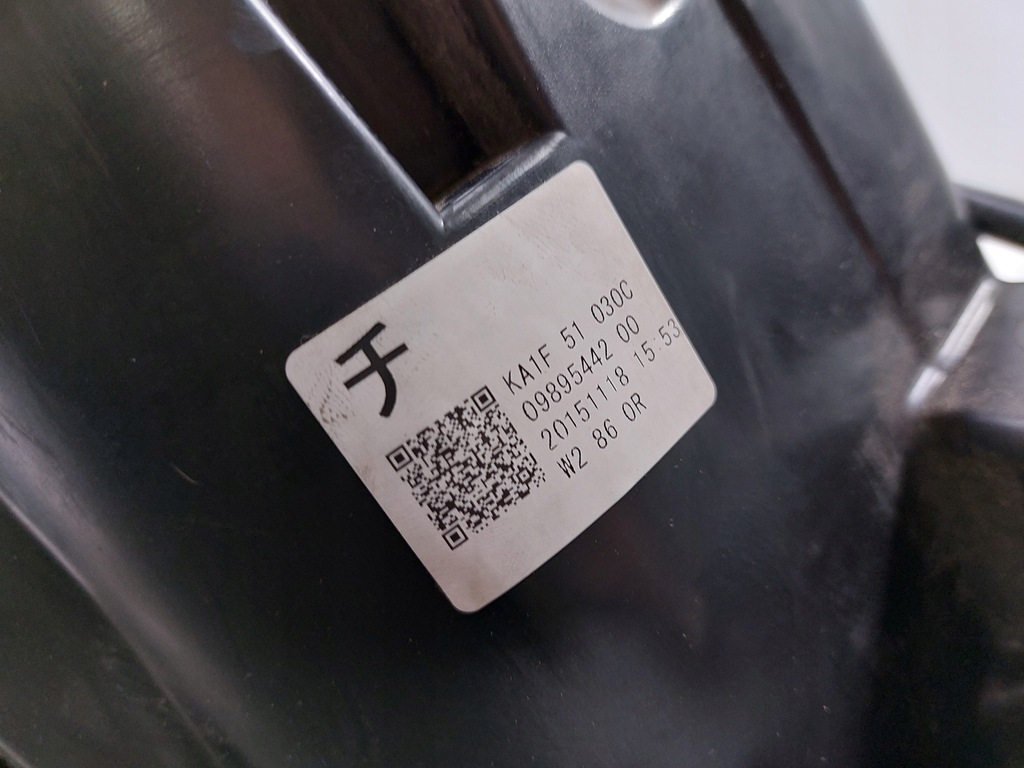 チ
KA1F 51 030C
09895442 00
20151118 15:53
W2 86 0R